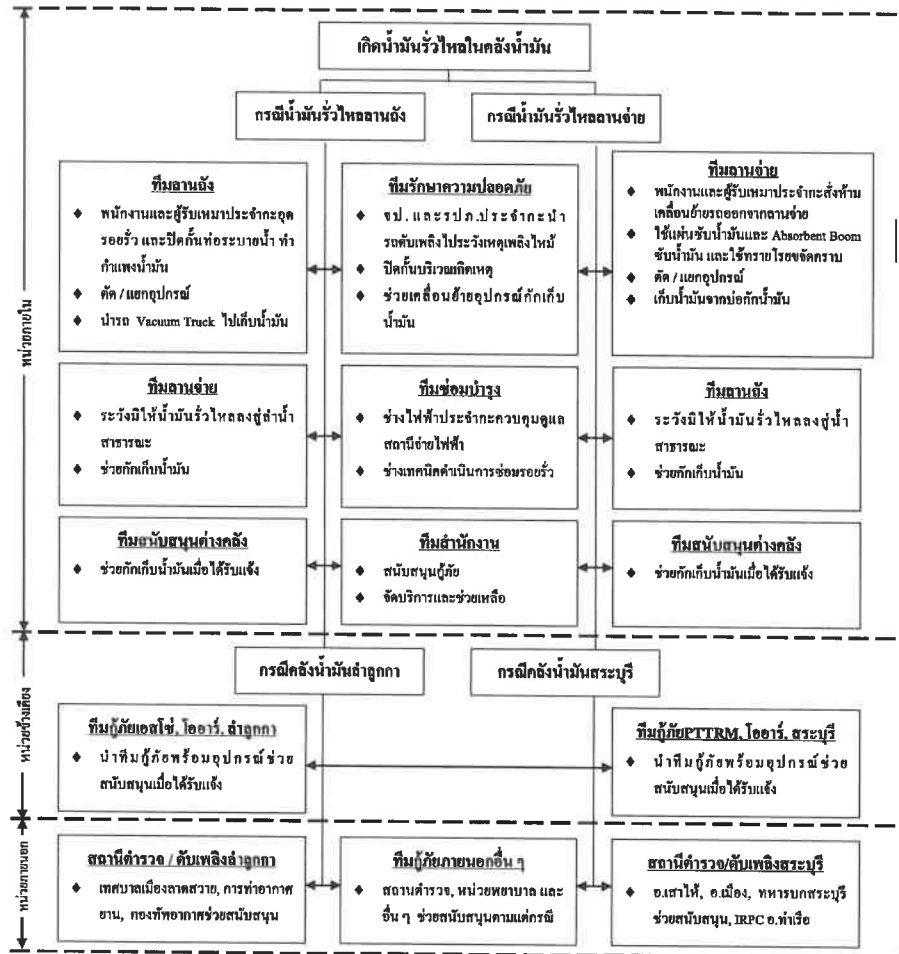 เกิดน้ำมันรั่วไหลในคลังน้ำมัน
กรณีน้ำมันรั่วไหลลานถัง
กรณีน้ำมันรั่วไหลลานจ่าย
หน่วยภายใน
ทีมลานถัง
♦ พนักงานและผู้รับเหมาประจำกะอุด
รอยรั่ว และปิดกั้นท่อระบายน้ำ ทำ
กำแพงน้ำมัน
♦ ตัด / แยกอุปกรณ์
♦ นำรถ Vacuum Truck ไปเก็บน้ำมัน
ทีมรักษาความปลอดภัย
♦ จป. และรปภ.ประจำกะนำ
รถดับเพลิงไประวังเหตุเพลิงไหม้
♦ ปิดกั้นบริเวณเกิดเหตุ
♦ ช่วยเคลื่อนย้ายอุปกรณ์กักเก็บ
น้ำมัน
ทีมลานจ่าย
♦ พนักงานและผู้รับเหมาประจำกะสั่งห้าม
เคลื่อนย้ายรถออกจากลานจ่าย
♦ ใช้แผ่นซับน้ำมันและ Absorbent Boom
ซับน้ำมัน และใช้ทรายโรยขจัดคราบ
♦ ตัด / แยกอุปกรณ์
♦ เก็บน้ำมันจากบ่อกักน้ำมัน
ทีมลานจ่าย
♦ ระวังมิให้น้ำมันรั่วไหลลงสู่ลำน้ำ
สาธารณะ
♦ ช่วยกักเก็บน้ำมัน
ทีมซ่อมบำรุง
♦ ช่างไฟฟ้าประจำกะควบคุมดูแล
สถานีจ่ายไฟฟ้า
♦ ช่างเทคนิคดำเนินการซ่อมรอยรั่ว
ทีมลานถัง
♦ ระวังมิให้น้ำมันรั่วไหลลงสู่น้ำ
สาธารณะ
♦ ช่วยกักเก็บน้ำมัน
ทีมสนับสนุนต่างคลัง
♦ ช่วยกักเก็บน้ำมันเมื่อได้รับแจ้ง
ทีมสำนักงาน
♦ สนับสนุนกู้ภัย
♦ จัดบริการและช่วยเหลือ
ทีมสนับสนุนต่างคลัง
♦ ช่วยกักเก็บน้ำมันเมื่อได้รับแจ้ง
หน่วยข้างเคียง
กรณีคลังน้ำมันลำลูกกา
กรณีคลังน้ำมันสระบุรี
ทีมกู้ภัยเอสโซ่, โออาร์, ลำลูกกา
♦ นำทีมกู้ภัยพร้อมอุปกรณ์ช่วย
สนับสนุนเมื่อได้รับแจ้ง
ทีมกู้ภัยPTTRM, โออาร์, สระบุรี
♦ นำทีมกู้ภัยพร้อมอุปกรณ์ช่วย
สนับสนุนเมื่อได้รับแจ้ง
หน่วยภายนอก
สถานีตำรวจ / ดับเพลิงลำลูกกา
♦ เทศบาลเมืองลาดสวาย, การท่าอากาศ
ยาน, กองทัพอากาศช่วยสนับสนุน
ทีมกู้ภัยภายนอกอื่น ๆ
♦ สถานตำรวจ, หน่วยพยาบาล และ
อื่น ๆ ช่วยสนับสนุนตามแต่กรณี
สถานีตำรวจ/ดับเพลิงสระบุรี
♦ อ.เสาไห้, อ.เมือง, ทหารบกสระบุรี
ช่วยสนับสนุน, IRPC อ.ท่าเรือ